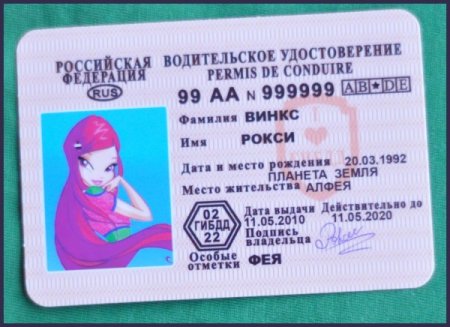 РОССИЙСКАЯ ФЕДЕРАЦИЯ
ВОДИТЕЛЬСКОЕ УДОСТОВЕРЕНИЕ
PERMIS DE CONDUIRE
RUS
99 АА N 999999 A B ★ D E
Фамилия ВИНКС
Имя РОКСИ
Дата и место рождения 20.03.1992
ПЛАНЕТА ЗЕМЛЯ
Место жительства АЛФЕЯ
02 ГИБДД 22
Дата выдачи Действительно до
11.05.2010 11.05.2020
Подпись владельца
Особые отметки ФЕЯ